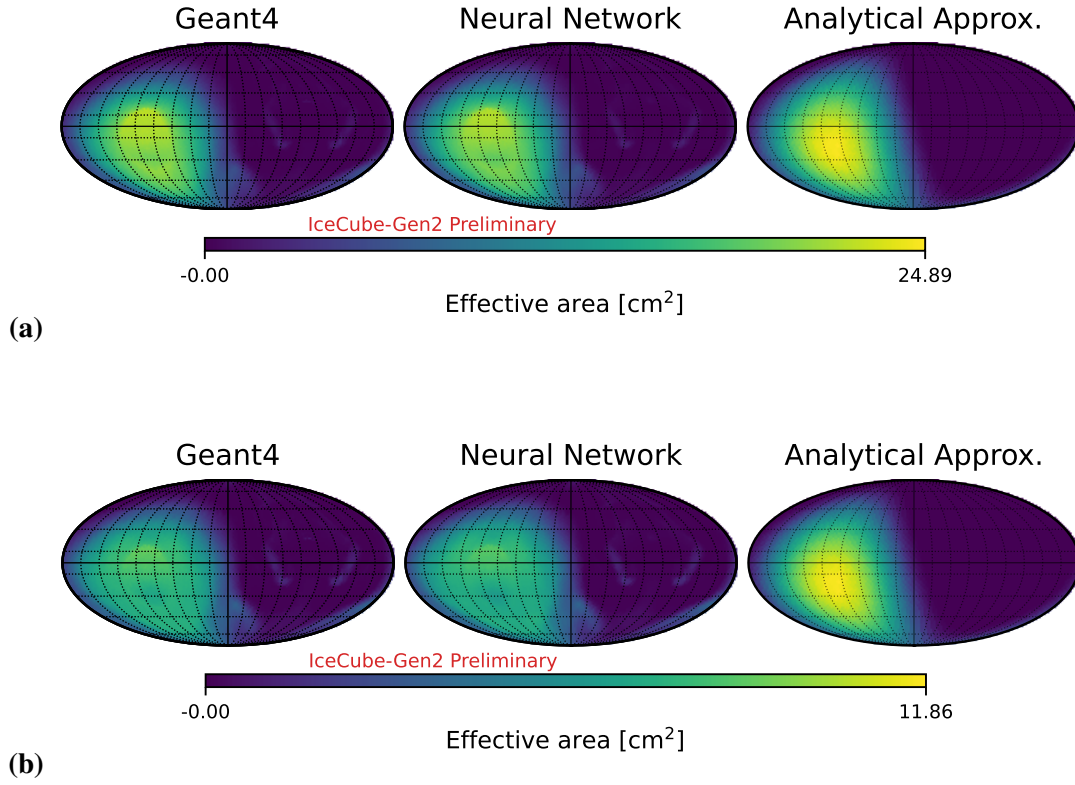 Geant4 Neural Network Analytical Approx.
IceCube-Gen2 Preliminary
-0.00 24.89
Effective area [cm²]
(a)
Geant4 Neural Network Analytical Approx.
IceCube-Gen2 Preliminary
-0.00 11.86
Effective area [cm²]
(b)